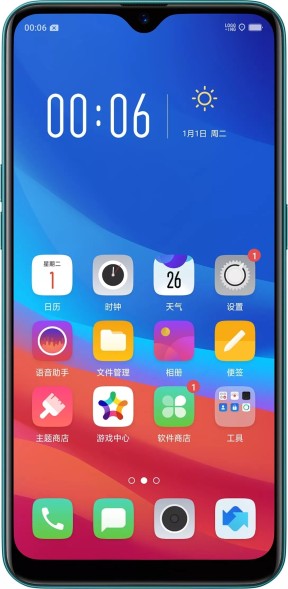 00:06
00:06
1月1日 周二
星期二
1
26
1
日历
时钟
天气
设置
语音助手
文件管理
相册
便签
1
主题商店
游戏中心
软件商店
工具